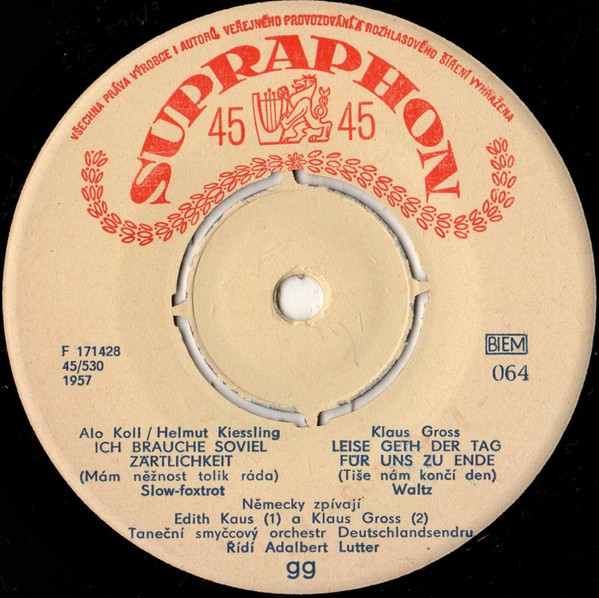 VŠECHNA PRÁVA VÝROBCE I AUTORŮ, VEŘEJNÉHO PROVOZOVÁNÍ A ROZHLASOVÉHO ŠÍŘENÍ VYHRAŽENA
SUPRAPHON
45 45
F 171428
45/530
1957
BIEM
064
Alo Koll / Helmut Kiessling
ICH BRAUCHE SOVIEL
ZÄRTLICHKEIT
(Mám něžnost tolik ráda)
Slow-foxtrot
Klaus Gross
LEISE GETH DER TAG
FÜR UNS ZU ENDE
(Tiše nám končí den)
Waltz
Německy zpívají
Edith Kaus (1) a Klaus Gross (2)
Taneční smyčcový orchestr Deutschlandsendru
Řídí Adalbert Lutter
gg